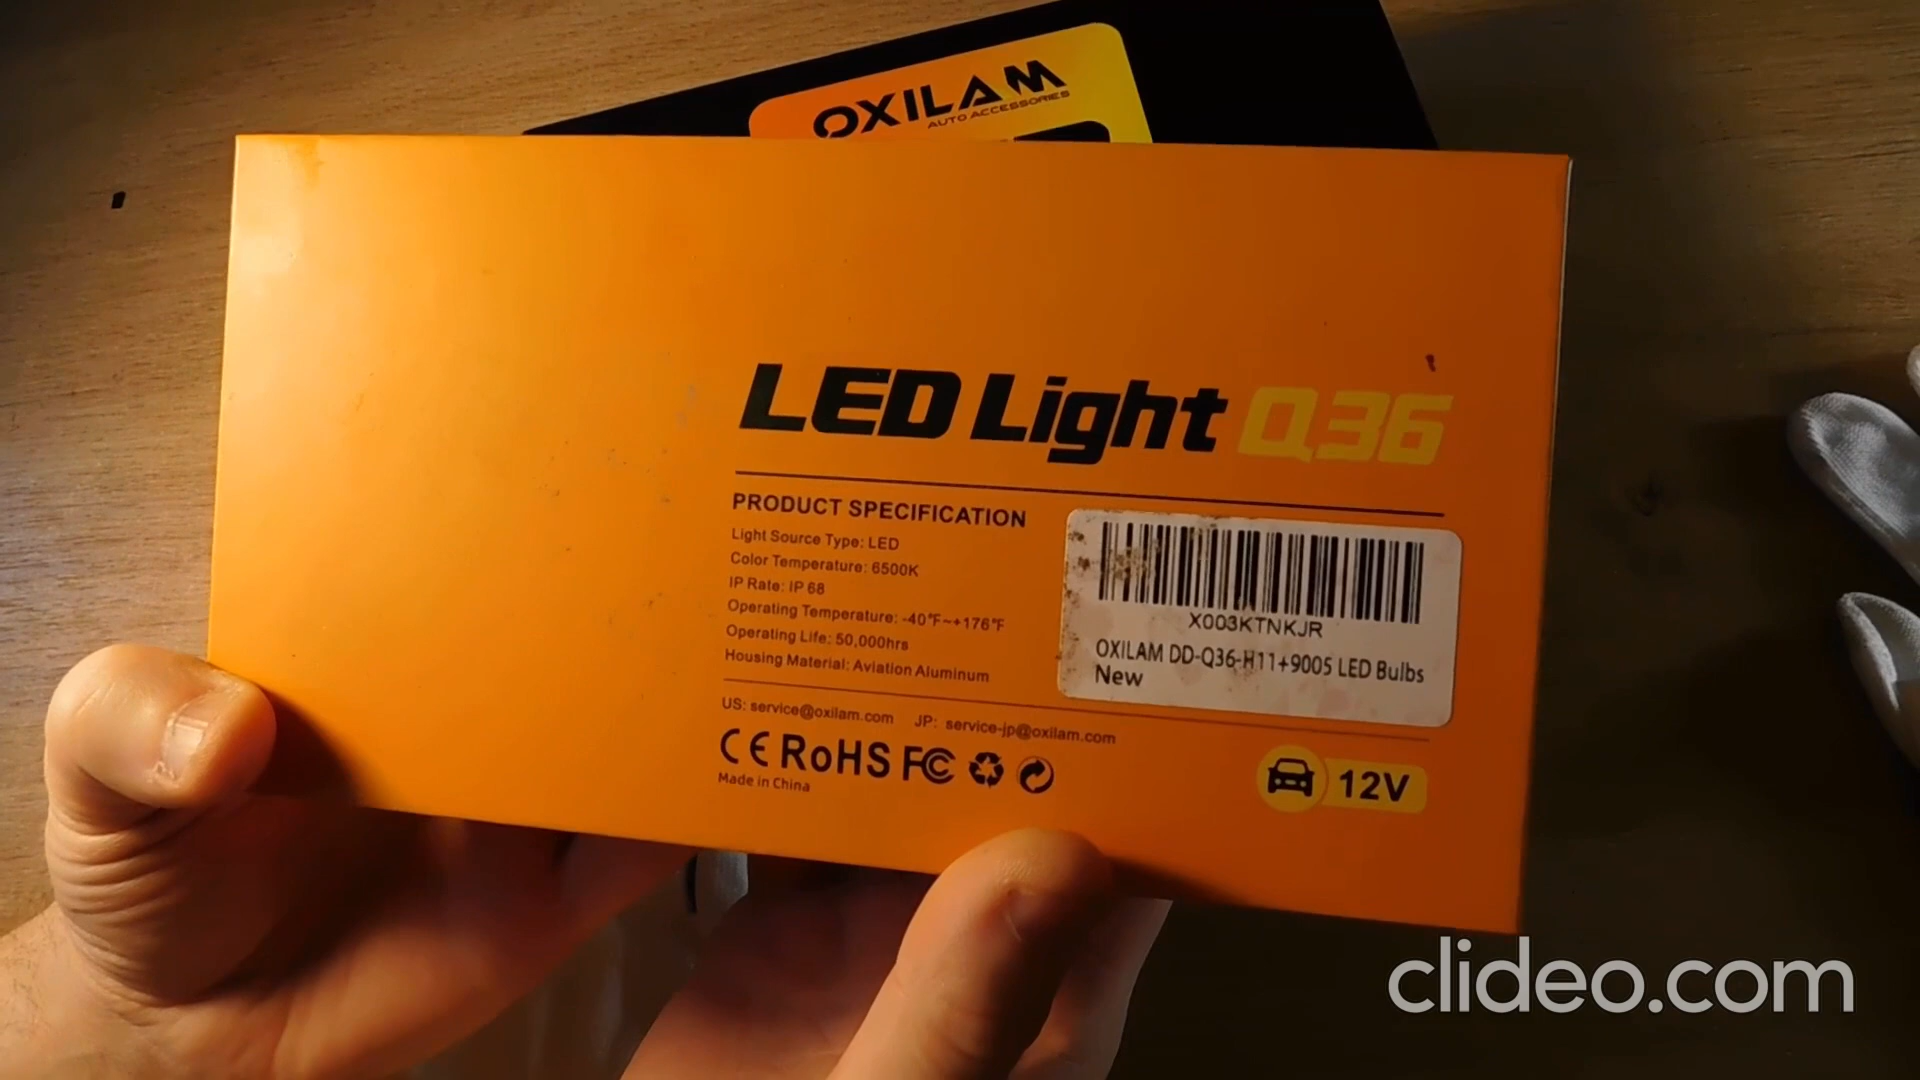 OXILAM
AUTO ACCESSORIES
LED Light Q36
PRODUCT SPECIFICATION
Light Source Type: LED
Color Temperature: 6500K
IP Rate: IP 68
Operating Temperature: -40°F~+176°F
Operating Life: 50,000hrs
Housing Material: Aviation Aluminum
X003KTNKJR
OXILAM DD-Q36-H11+9005 LED Bulbs
New
US: service@oxilam.com JP: service-jp@oxilam.com
CE RoHS FC
Made in China
12V
clideo.com